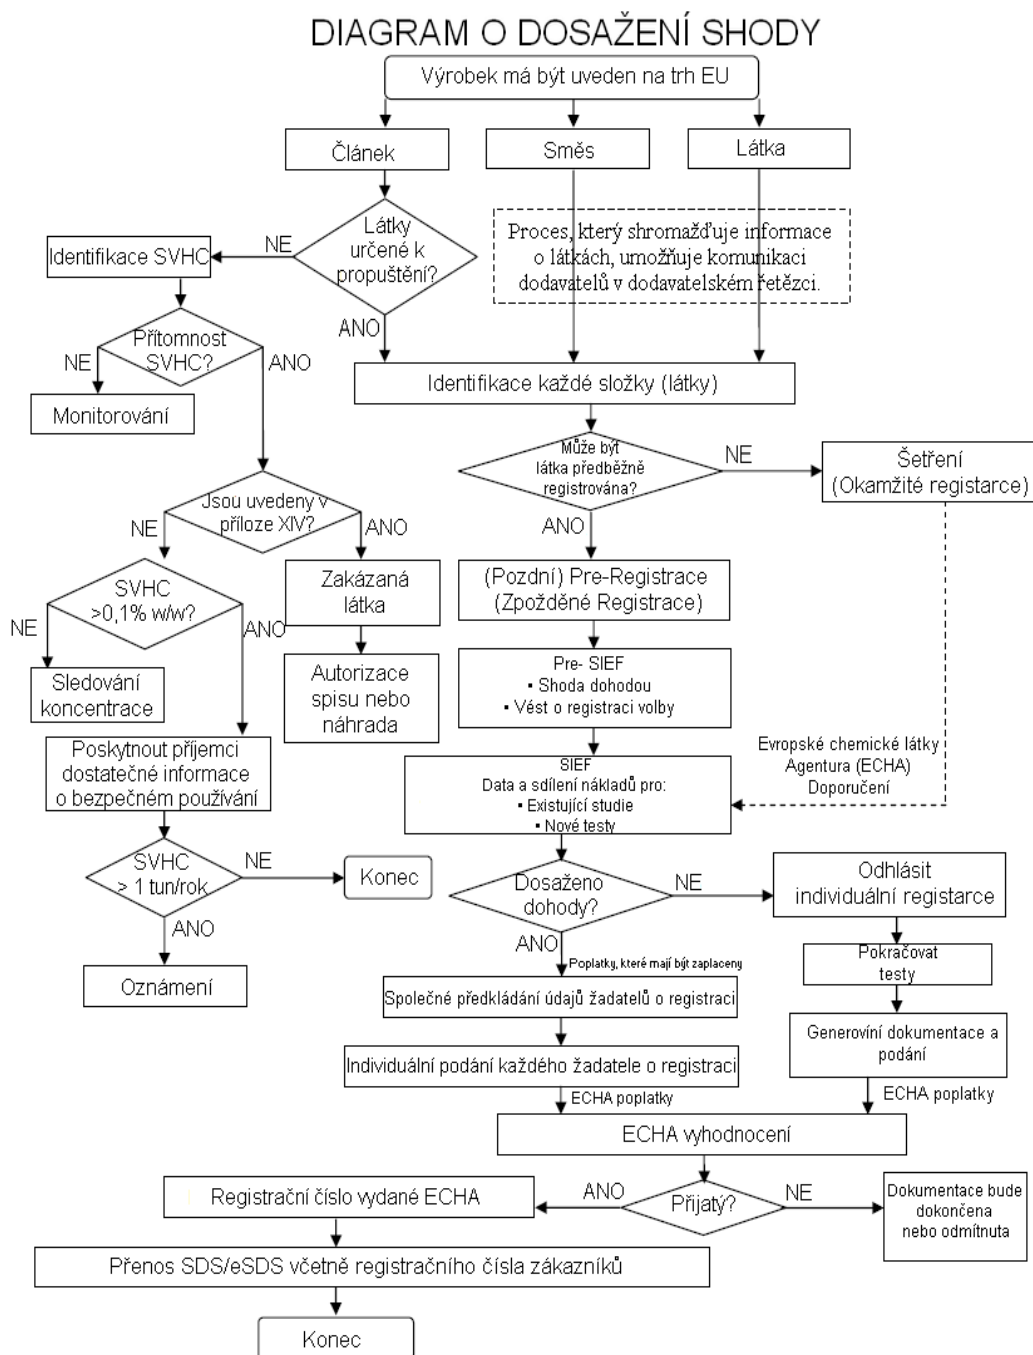 DIAGRAM O DOSAŽENÍ SHODY
Výrobek má být uveden na trh EU
Článek
Směs
Látka
Látky
určené k
propuštění?
NE
Identifikace SVHC
Proces, který shromažďuje informace
o látkách, umožňuje komunikaci
dodavatelů v dodavatelském řetězci.
ANO
Přítomnost
SVHC?
NE
ANO
Monitorování
Identifikace každé složky (látky)
Může být
látka předběžně
registrována?
NE
Šetření
(Okamžité registarce)
ANO
Jsou uvedeny v
příloze XIV?
NE
ANO
SVHC
>0,1% w/w?
NE
ANO
Zakázaná
látka
(Pozdní) Pre-Registrace
(Zpožděné Registrace)
Sledování
koncentrace
Autorizace
spisu nebo
náhrada
Pre- SIEF
▪ Shoda dohodou
▪ Vést o registraci volby
Poskytnout příjemci
dostatečné informace
o bezpečném používání
Evropské chemické látky
Agentura (ECHA)
Doporučení
SIEF
Data a sdílení nákladů pro:
▪ Existující studie
▪ Nové testy
SVHC
> 1 tun/rok
NE
Konec
ANO
Oznámení
Dosaženo
dohody?
NE
Odhlásit
individuální registarce
ANO
Poplatky, které mají být zaplaceny
Pokračovat
testy
Společné předkládání údajů žadatelů o registraci
Generovíní dokumentace a
podání
Individuální podání každého žadatele o registraci
ECHA poplatky
ECHA poplatky
ECHA vyhodnocení
Přijatý?
ANO
NE
Registrační číslo vydané ECHA
Dokumentace bude
dokončena
nebo odmítnuta
Přenos SDS/eSDS včetně registračního čísla zákazníků
Konec